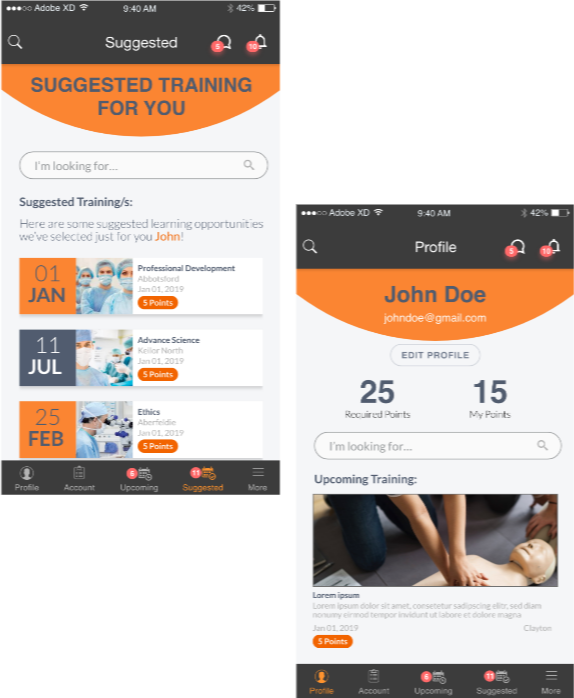 ●●●○○ Adobe XD
9:40 AM
42%
Suggested
5
10
SUGGESTED TRAINING
FOR YOU
I'm looking for....
Suggested Training/s:
Here are some suggested learning opportunities
we've selected just for you John!
01
JAN
Professional Development
Abbotsford
Jan 01, 2019
5 Points
11
JUL
Advance Science
Keilor North
Jan 01, 2019
5 Points
25
FEB
Ethics
Aberfeldie
Jan 01, 2019
5 Points
6
11
Profile
Account
Upcoming
Suggested
More
●●●○○ Adobe XD
9:40 AM
42%
Profile
5
10
John Doe
johndoe@gmail.com
EDIT PROFILE
25
Required Points
15
My Points
I'm looking for....
Upcoming Training:
Lorem ipsum
Lorem ipsum dolor sit amet, consetetur sadipscing elitr, sed diam
nonumy eirmod tempor invidunt ut labore et dolore magna
Jan 01, 2019
Clayton
5 Points
6
11
Profile
Account
Upcoming
Suggested
More